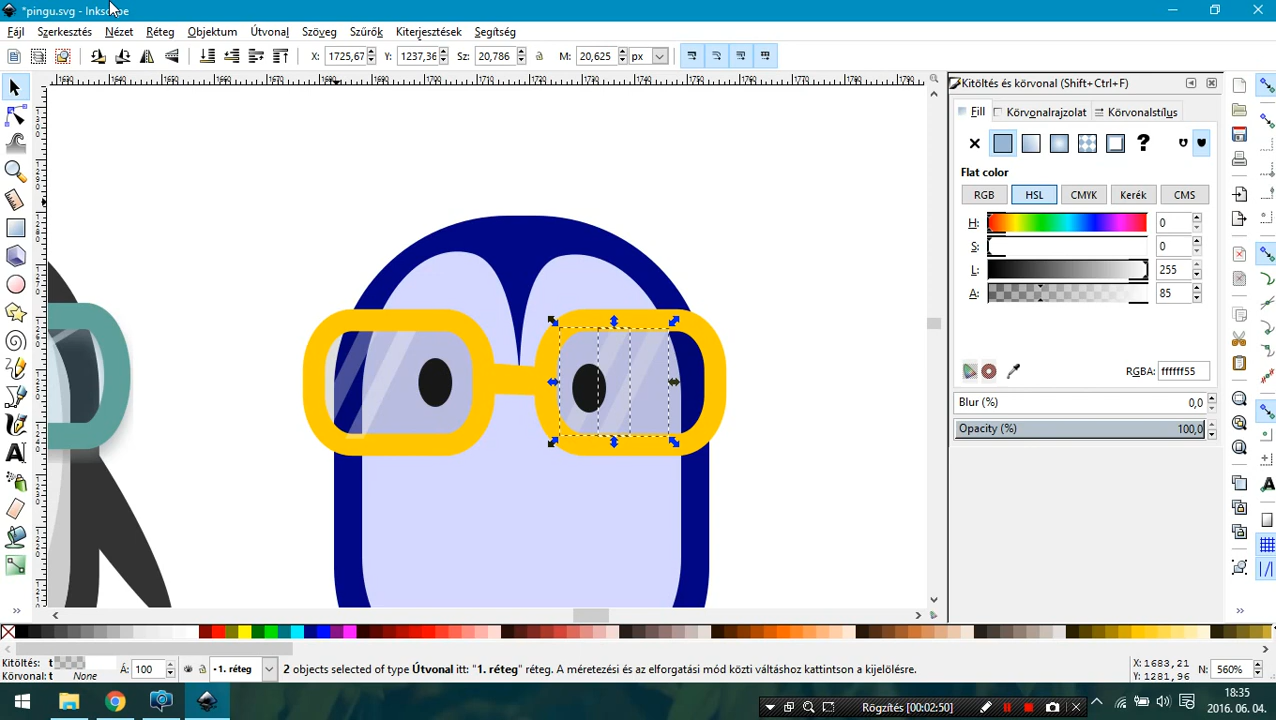 *pingu.svg - Inkscape
Fájl Szerkesztés Nézet Réteg Objektum Útvonal Szöveg Szűrők Kiterjesztések Segítség
X: 1725,67 Y: 1237,36 Sz: 20,786 M: 20,625 px
Kitöltés és körvonal (Shift+Ctrl+F)
Fill Körvonalrajzolat Körvonalstílus
Flat color
RGB HSL CMYK Kerék CMS
H: 0
S: 0
L: 255
A: 85
RGBA: ffffff55
Blur (%) 0,0
Opacity (%) 100,0
Kitöltés: t
Körvonal: t None
Á: 100
•1. réteg
2 objects selected of type Útvonal itt: "1. réteg" réteg. A méretezési és az elforgatási mód közti váltáshoz kattintson a kijelölésre.
X: 1683,21
Y: 1281,96
N: 560%
Rögzítés [00:02:50]
18:35
2016. 06. 04.